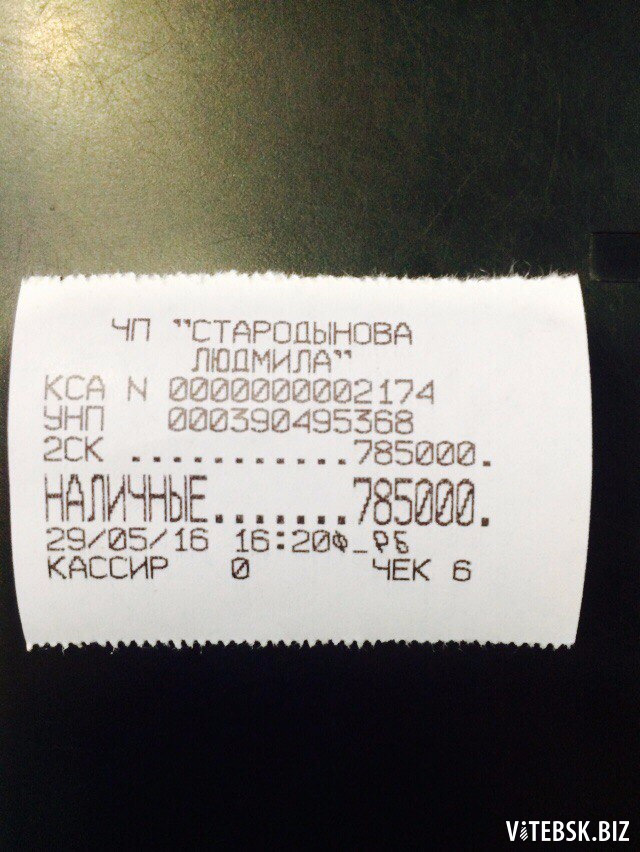 ЧП "СТАРОДЫНОВА
ЛЮДМИЛА"
КСА N 0000000002174
УНП 000390495368
2СК ...........785000.
НАЛИЧНЫЕ.......785000.
29/05/16 16:20Ф_РБ
КАССИР 0 ЧЕК 6
ViTEBSK.BIZ